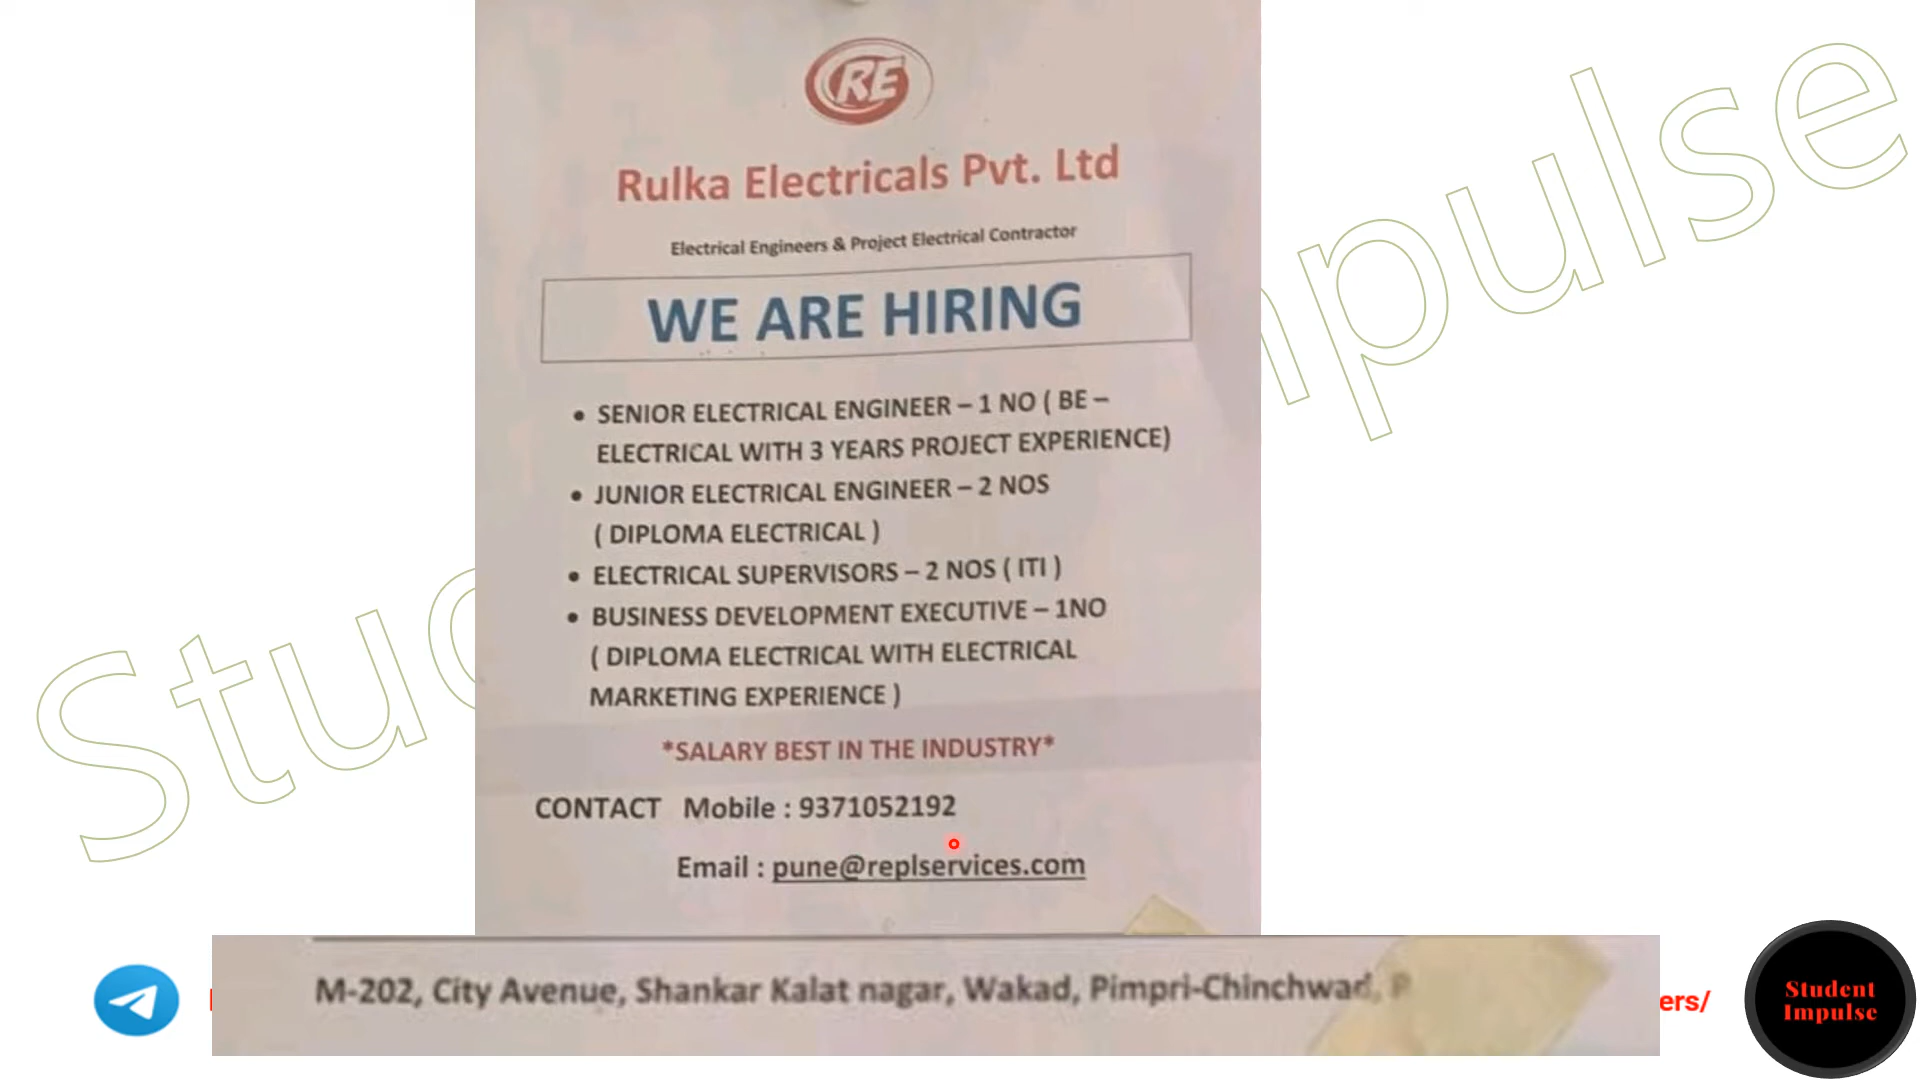 RE
Rulka Electricals Pvt. Ltd
Electrical Engineers & Project Electrical Contractor
WE ARE HIRING
• SENIOR ELECTRICAL ENGINEER – 1 NO ( BE –
ELECTRICAL WITH 3 YEARS PROJECT EXPERIENCE)
• JUNIOR ELECTRICAL ENGINEER – 2 NOS
( DIPLOMA ELECTRICAL )
• ELECTRICAL SUPERVISORS – 2 NOS ( ITI )
• BUSINESS DEVELOPMENT EXECUTIVE – 1NO
( DIPLOMA ELECTRICAL WITH ELECTRICAL
MARKETING EXPERIENCE )
*SALARY BEST IN THE INDUSTRY*
CONTACT Mobile : 9371052192
Email : pune@replservices.com
M-202, City Avenue, Shankar Kalat nagar, Wakad, Pimpri-Chinchwad,
ers/
Student
Impulse